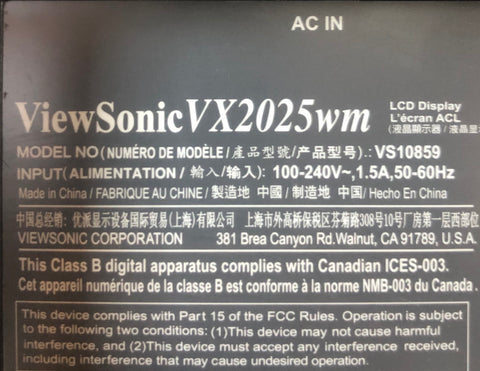 AC IN
ViewSonic VX2025wm
LCD Display
L'écran ACL
(液晶顯示器 / 液晶显
MODEL NO (NUMÉRO DE MODÈLE/產品型號/产品型号).: VS10859
INPUT(ALIMENTATION / 輸入/输入): 100-240V~,1.5A,50-60Hz
Made in China / FABRIQUE AU CHINE / 製造地 中國 / 制造地 中国/ Hecho En China
中国总经销: 优派显示设备国际贸易(上海)有限公司 上海市外高桥保税区芬菊路308号10号厂房第一层西部位
VIEWSONIC CORPORATION 381 Brea Canyon Rd.Walnut, CA 91789, U.S.A.
This Class B digital apparatus complies with Canadian ICES-003.
Cet appareil numérique de la classe B est conforme à la norme NMB-003 du Canada.
This device complies with Part 15 of the FCC Rules. Operation is subject
to the following two conditions: (1)This device may not cause harmful
interference, and (2)This device must accept any interference received,
including interference that may cause undesired operation.